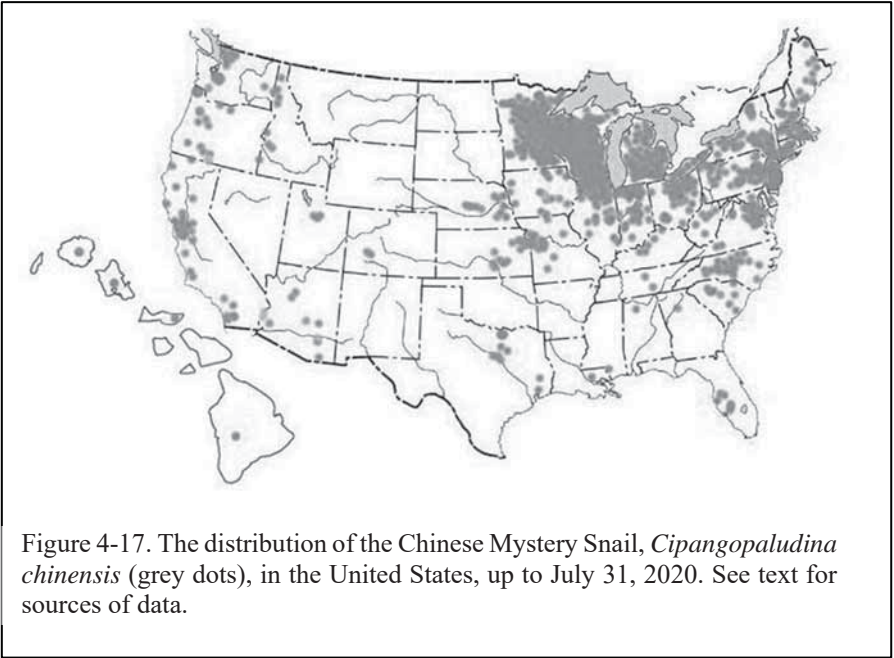 Figure 4-17. The distribution of the Chinese Mystery Snail, Cipangopaludina
chinensis (grey dots), in the United States, up to July 31, 2020. See text for
sources of data.